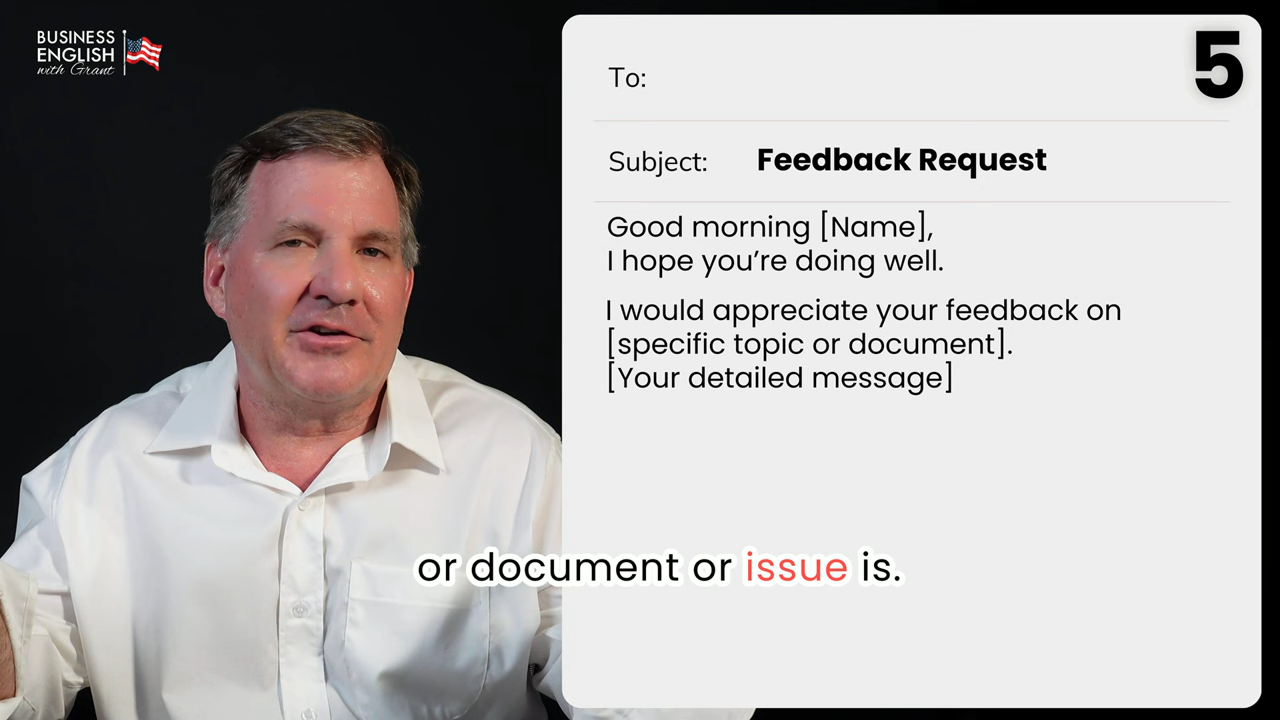 BUSINESS
ENGLISH
with Grant
5
To:
Subject: Feedback Request
Good morning [Name],
I hope you’re doing well.
I would appreciate your feedback on
[specific topic or document].
[Your detailed message]
or document or issue is.